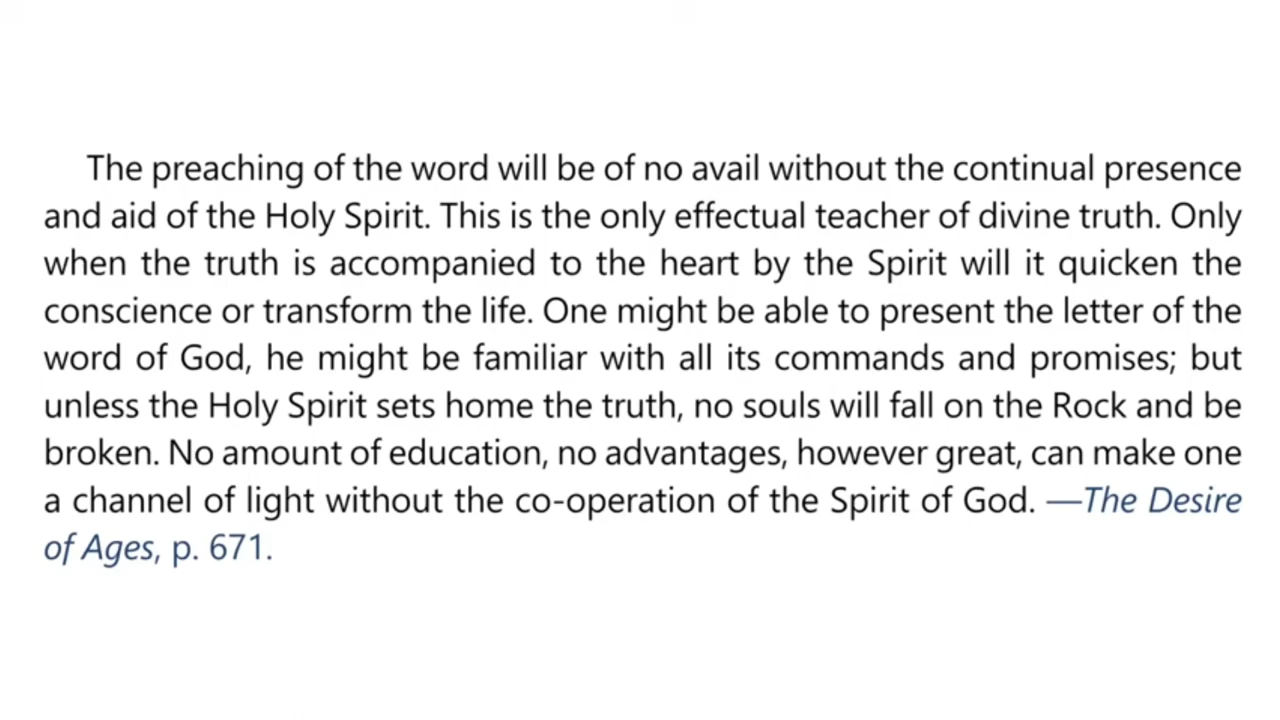 The preaching of the word will be of no avail without the continual presence
and aid of the Holy Spirit. This is the only effectual teacher of divine truth. Only
when the truth is accompanied to the heart by the Spirit will it quicken the
conscience or transform the life. One might be able to present the letter of the
word of God, he might be familiar with all its commands and promises; but
unless the Holy Spirit sets home the truth, no souls will fall on the Rock and be
broken. No amount of education, no advantages, however great, can make one
a channel of light without the co-operation of the Spirit of God. —The Desire
of Ages, p. 671.